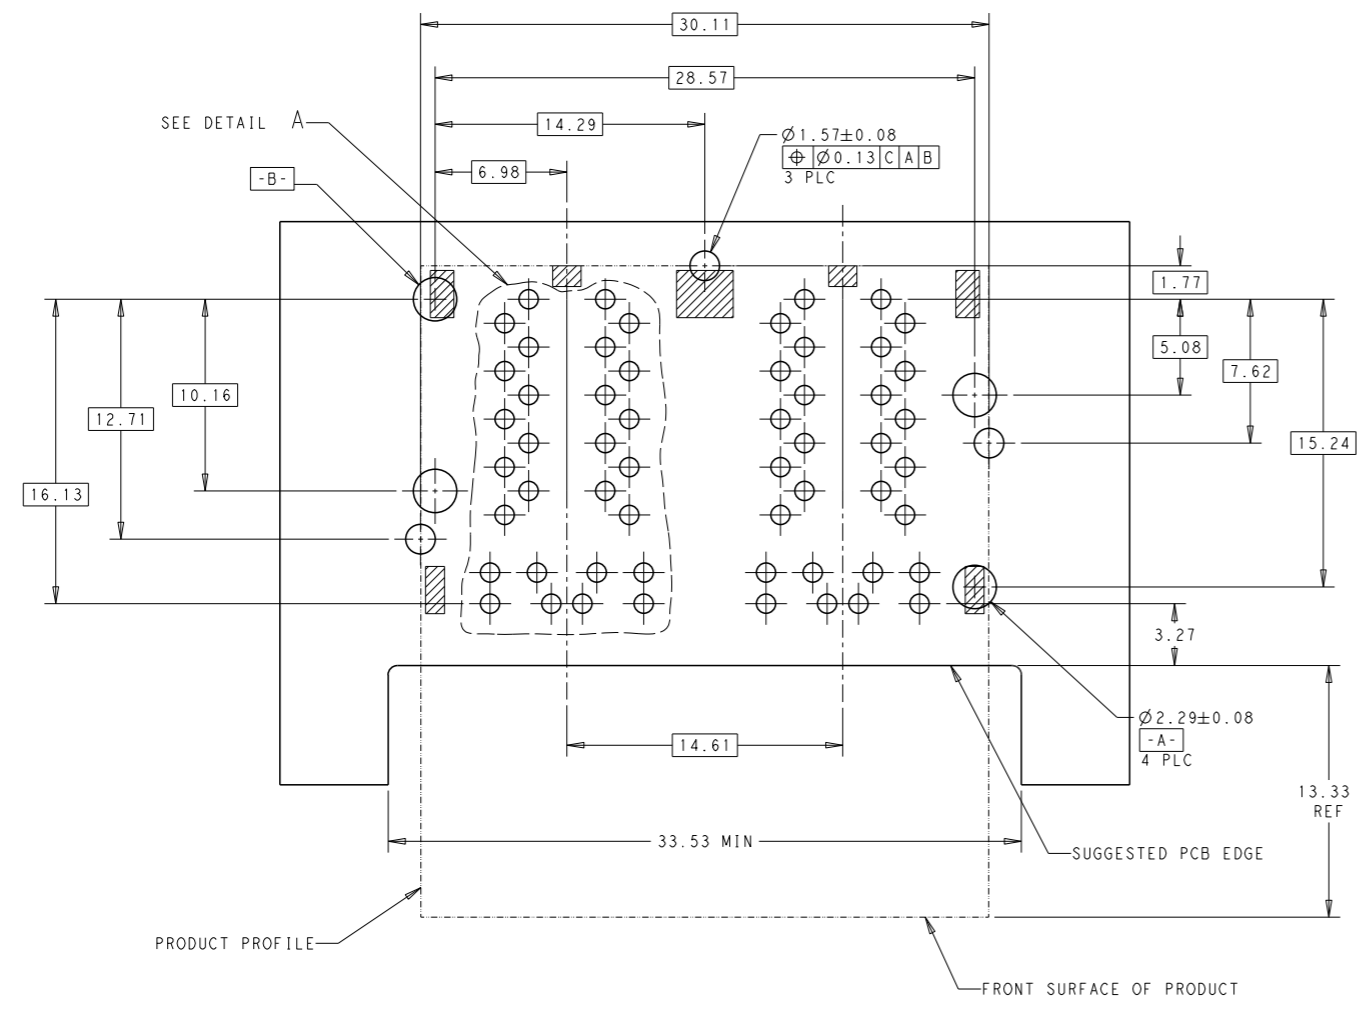 30.11
28.57
14.29
SEE DETAIL A
Ø1.57±0.08
⌖ Ø0.13 C A B
3 PLC
6.98
-B-
1.77
5.08
7.62
10.16
12.71
15.24
16.13
3.27
Ø2.29±0.08
-A-
4 PLC
14.61
13.33
REF
33.53 MIN
SUGGESTED PCB EDGE
PRODUCT PROFILE
FRONT SURFACE OF PRODUCT